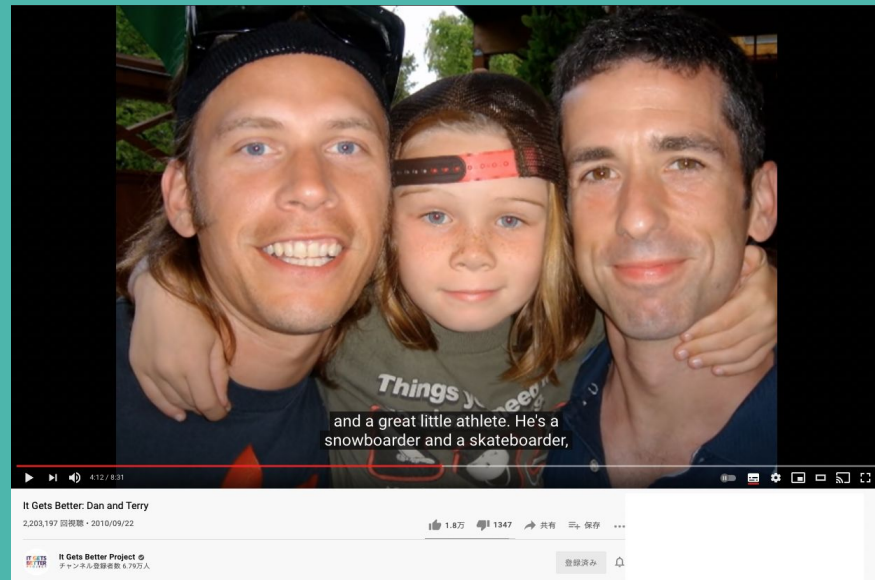 Things y
need
and a great little athlete. He's a
snowboarder and a skateboarder,
4:12 / 8:31
It Gets Better: Dan and Terry
2,203,197 回視聴・2010/09/22
1.8万
1347
共有
保存
IT GETS
BETTER
It Gets Better Project
チャンネル登録者数 6.79万人
登録済み